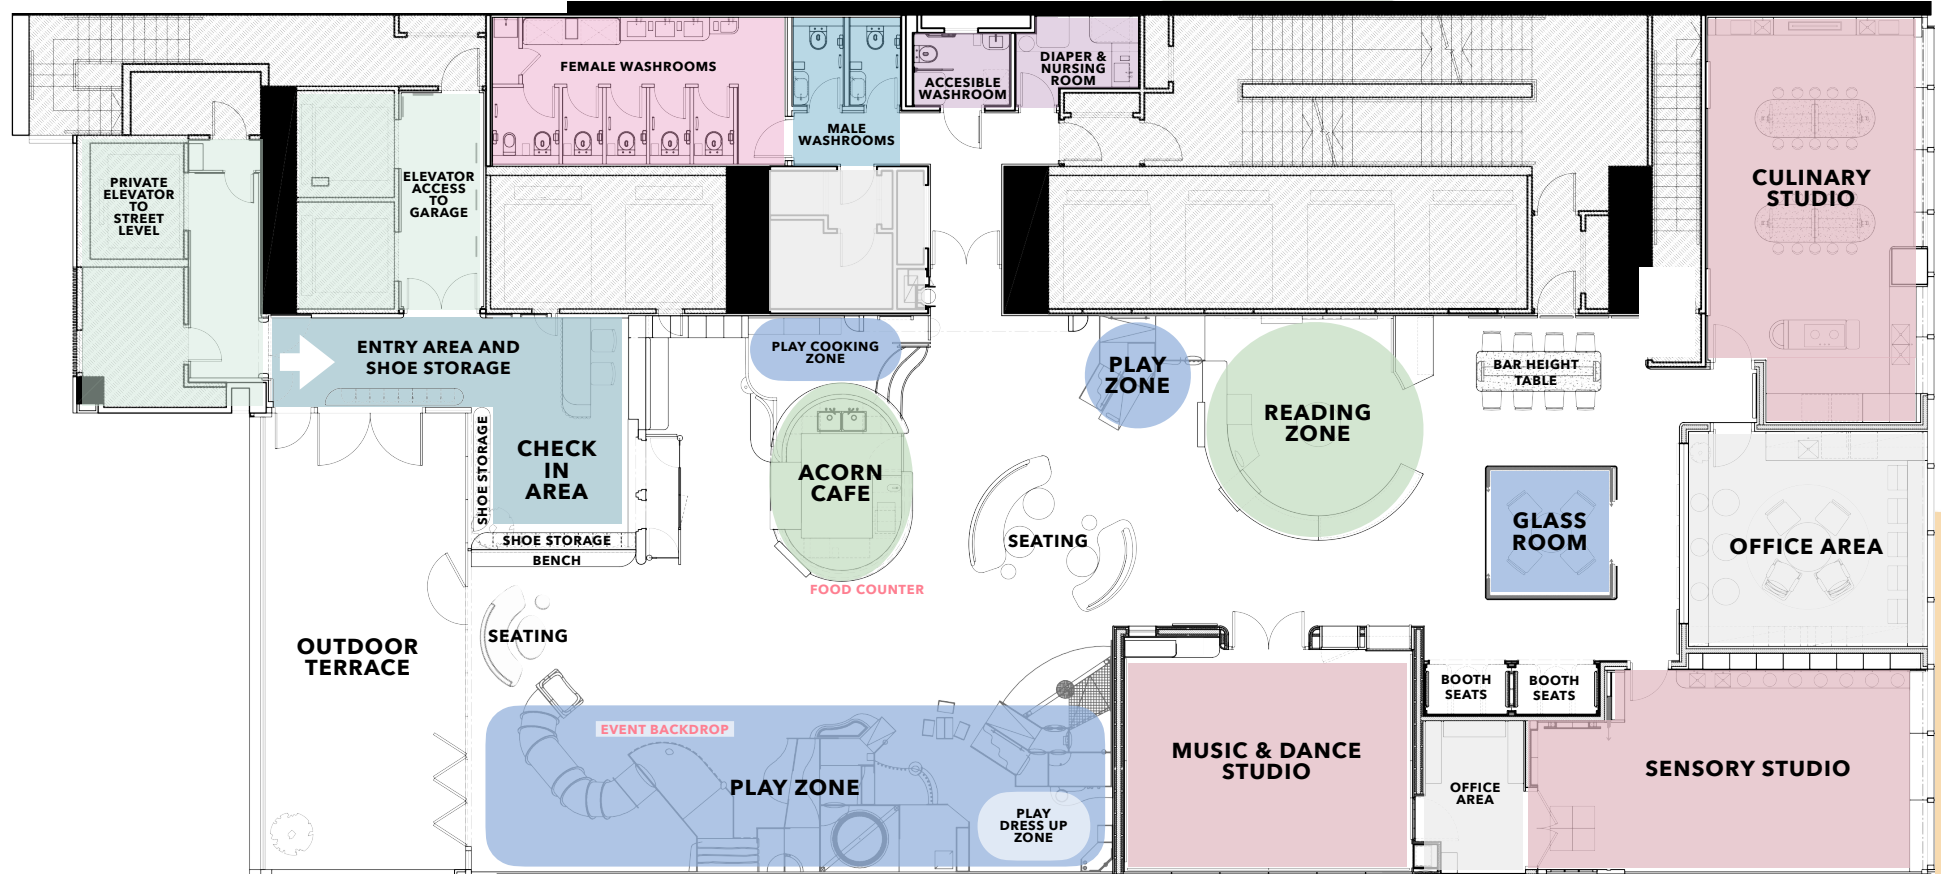 FEMALE WASHROOMS
MALE
WASHROOMS
ACCESIBLE
WASHROOM
DIAPER &
NURSING
ROOM
PRIVATE
ELEVATOR
TO
STREET
LEVEL
ELEVATOR
ACCESS
TO
GARAGE
CULINARY
STUDIO
ENTRY AREA AND
SHOE STORAGE
PLAY COOKING
ZONE
PLAY
ZONE
READING
ZONE
BAR HEIGHT
TABLE
SHOE STORAGE
CHECK
IN
AREA
ACORN
CAFE
SHOE STORAGE
BENCH
FOOD COUNTER
SEATING
GLASS
ROOM
OFFICE AREA
OUTDOOR
TERRACE
SEATING
EVENT BACKDROP
PLAY ZONE
PLAY
DRESS UP
ZONE
MUSIC & DANCE
STUDIO
BOOTH
SEATS
BOOTH
SEATS
OFFICE
AREA
SENSORY STUDIO